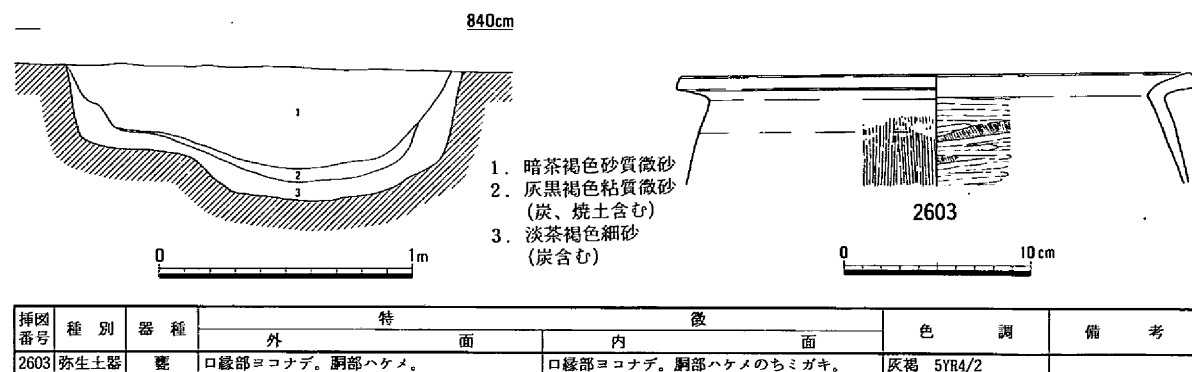 840cm
1
2
3
1. 暗茶褐色砂質微砂
2. 灰黒褐色粘質微砂
(炭、焼土含む)
3. 淡茶褐色細砂
(炭含む)
0 1m
2603
0 10cm
挿図番号 種別 器種 特徴 色調 備考
外面 内面
2603 弥生土器 甕 口縁部ヨコナデ。胴部ハケメ。 口縁部ヨコナデ。胴部ハケメのちミガキ。 灰褐 5YR4/2